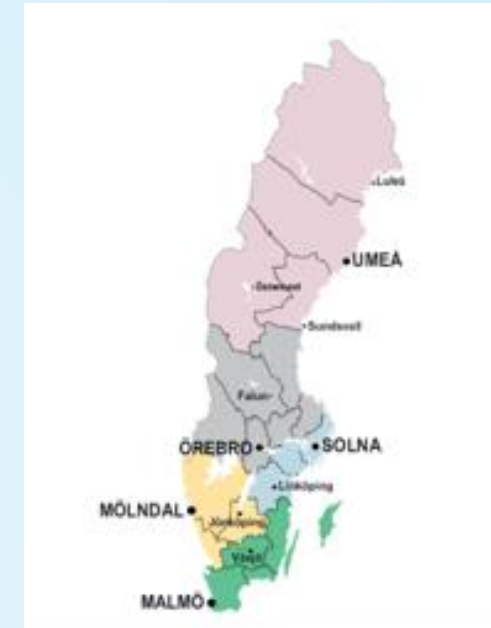 Luleå
UMEÅ
Östersund
Sundsvall
Falun
ÖREBRO
SOLNA
Linköping
MÖLNDAL
Jönköping
Växjö
MALMÖ